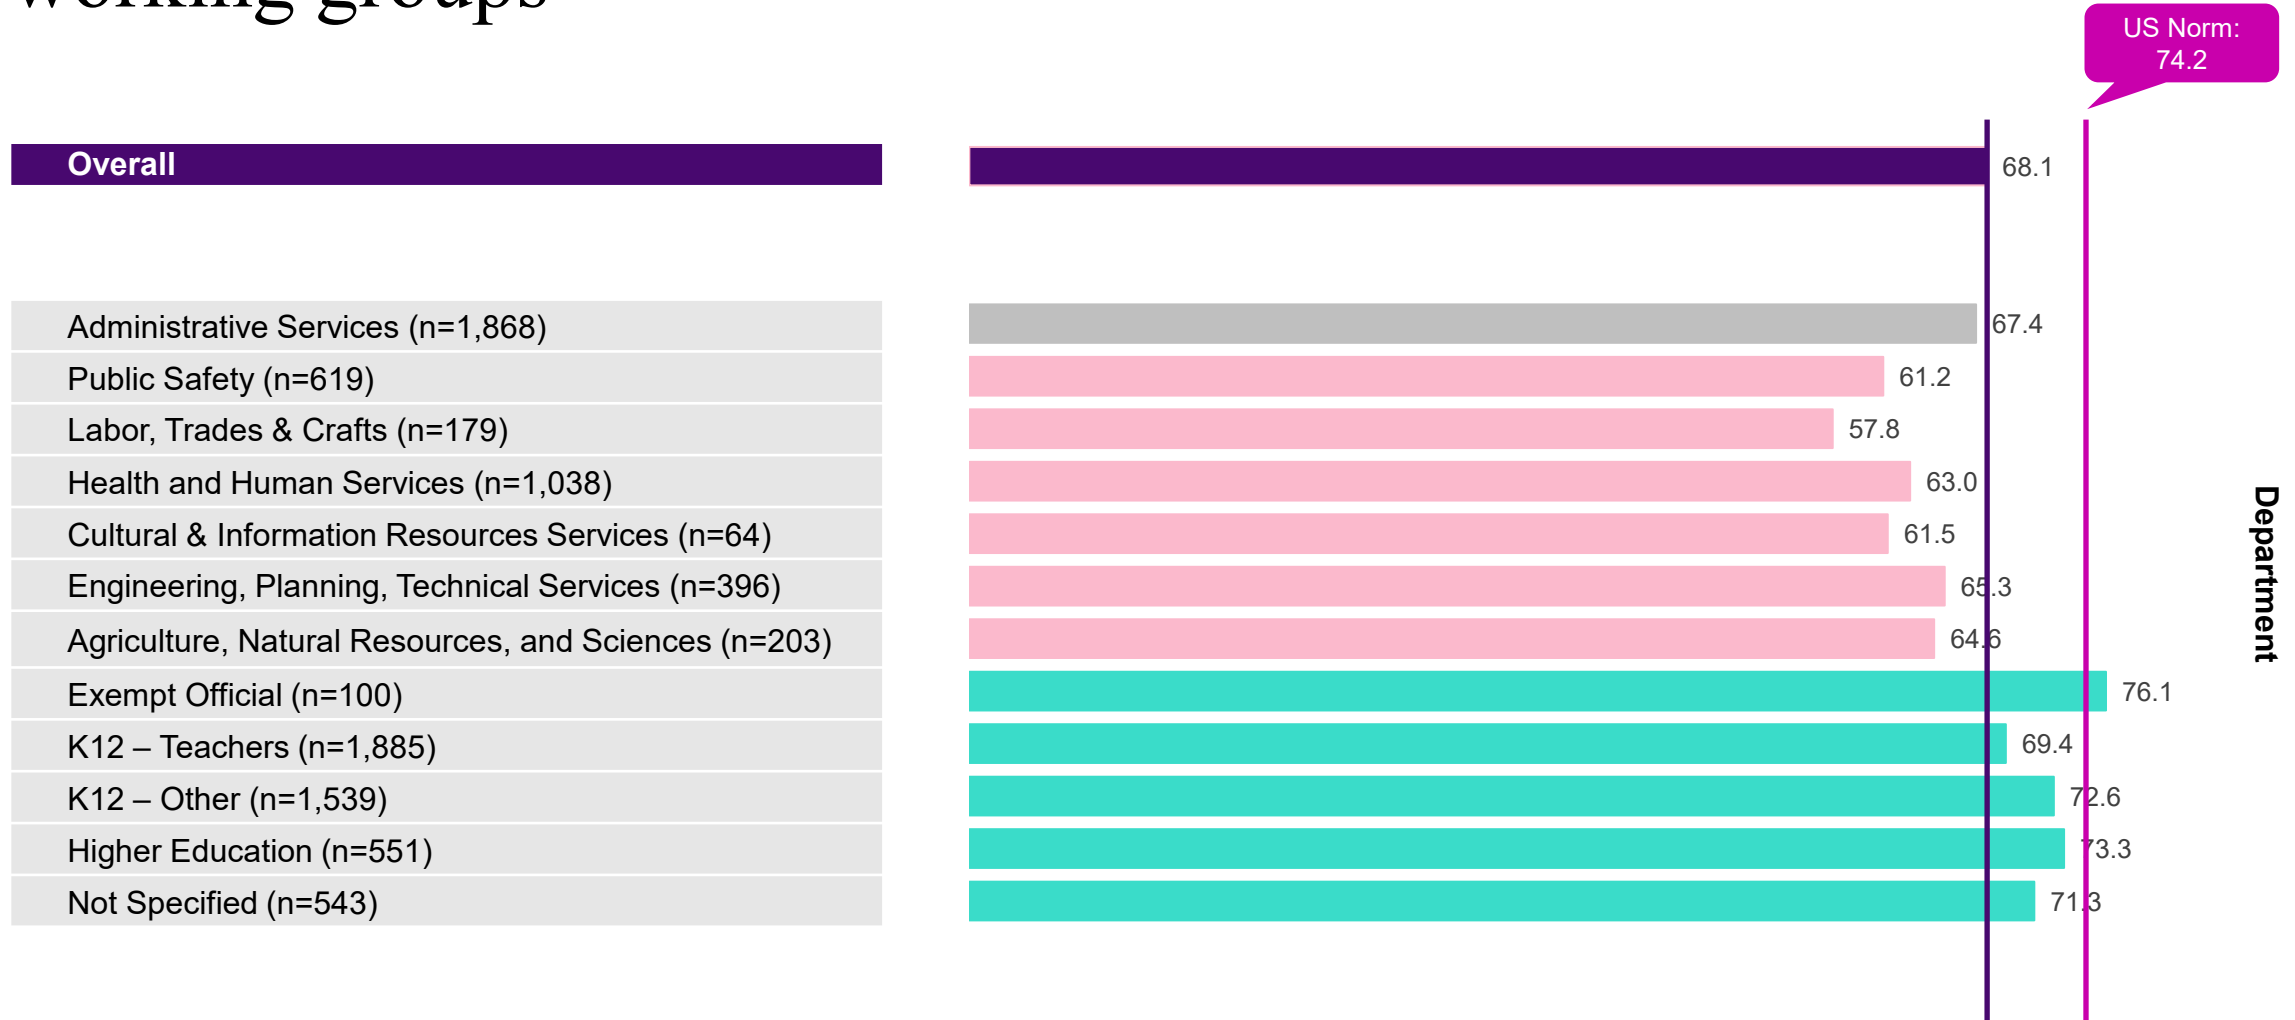 working groups
US Norm:
74.2
Overall
68.1
Administrative Services (n=1,868)
67.4
Public Safety (n=619)
61.2
Labor, Trades & Crafts (n=179)
57.8
Health and Human Services (n=1,038)
63.0
Cultural & Information Resources Services (n=64)
61.5
Engineering, Planning, Technical Services (n=396)
65.3
Agriculture, Natural Resources, and Sciences (n=203)
64.6
Exempt Official (n=100)
76.1
K12 – Teachers (n=1,885)
69.4
K12 – Other (n=1,539)
72.6
Higher Education (n=551)
73.3
Not Specified (n=543)
71.3
Department